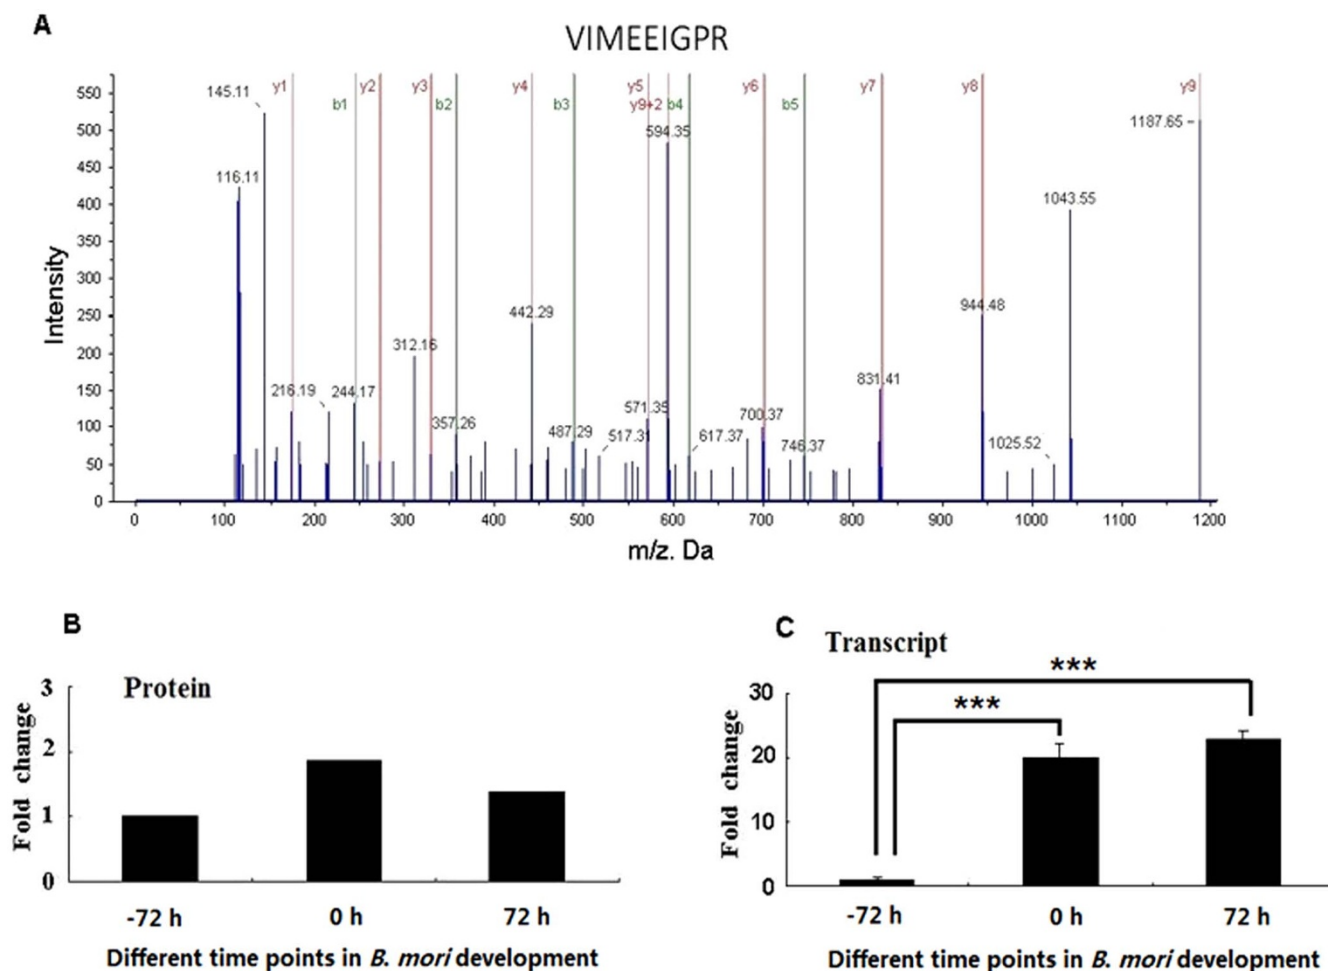 A
VIMEEIGPR
y1 y2 y3 y4 y5 y6 y7 y8 y9
b1 b2 b3 y9+2 b4 b5
550
500
450
400
350
300
250
200
150
100
50
0
Intensity
145.11
116.11
216.19
244.17
312.16
357.26
442.29
487.29
517.31
571.35
594.35
617.37
700.37
746.37
831.41
944.48
1025.52
1043.55
1187.65
0 100 200 300 400 500 600 700 800 900 1000 1100 1200
m/z. Da
B
Protein
3
2
1
0
Fold change
-72 h 0 h 72 h
Different time points in B. mori development
C
Transcript
***
***
30
20
10
0
Fold change
-72 h 0 h 72 h
Different time points in B. mori development